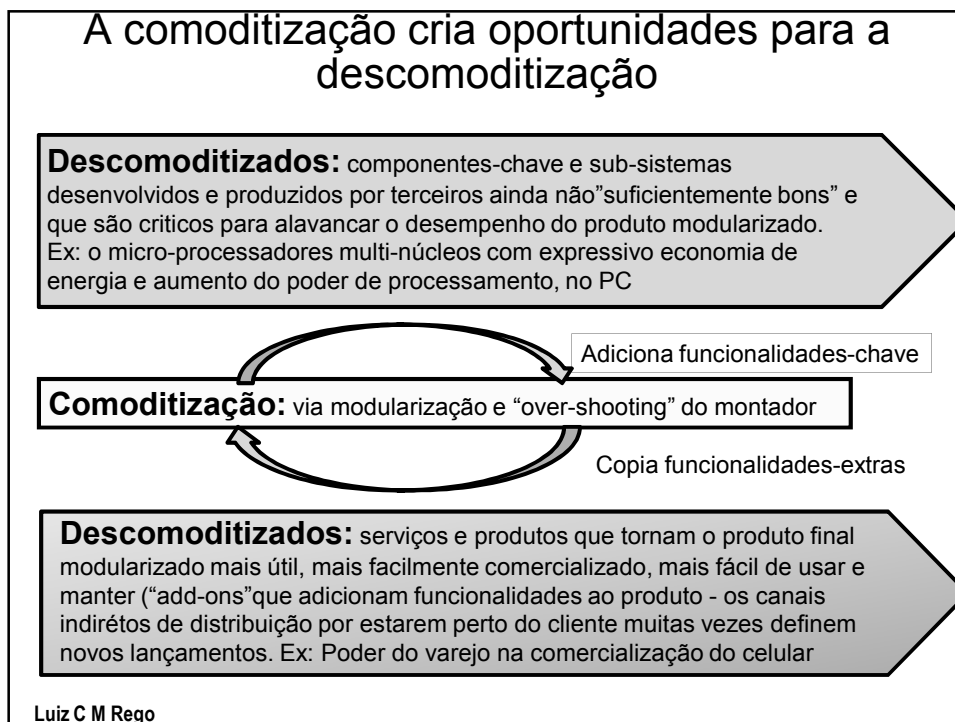 A comoditização cria oportunidades para a
descomoditização
Descomoditizados: componentes-chave e sub-sistemas
desenvolvidos e produzidos por terceiros ainda não"suficientemente bons" e
que são criticos para alavancar o desempenho do produto modularizado.
Ex: o micro-processadores multi-núcleos com expressivo economia de
energia e aumento do poder de processamento, no PC
Adiciona funcionalidades-chave
Comoditização: via modularização e "over-shooting" do montador
Copia funcionalidades-extras
Descomoditizados: serviços e produtos que tornam o produto final
modularizado mais útil, mais facilmente comercializado, mais fácil de usar e
manter ("add-ons"que adicionam funcionalidades ao produto - os canais
indirétos de distribuição por estarem perto do cliente muitas vezes definem
novos lançamentos. Ex: Poder do varejo na comercialização do celular
Luiz C M Rego